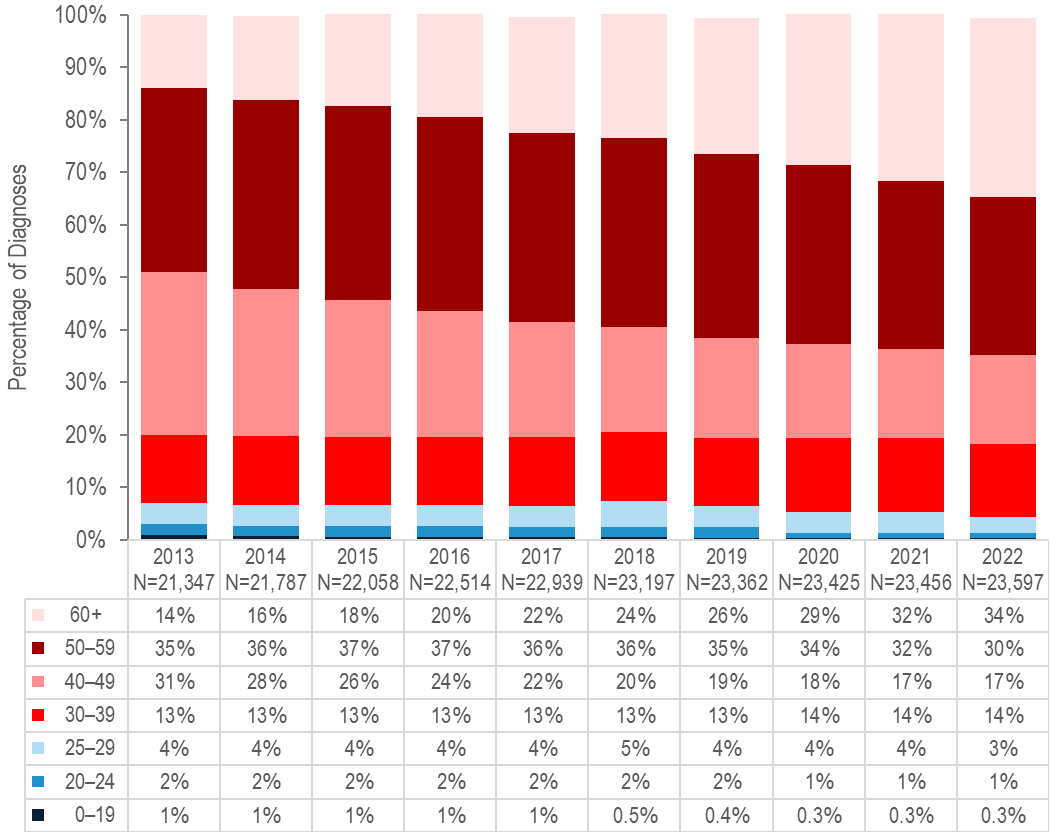 100%
90%
80%
70%
60%
50%
40%
30%
20%
10%
0%
Percentage of Diagnoses
2013 2014 2015 2016 2017 2018 2019 2020 2021 2022
N=21,347 N=21,787 N=22,058 N=22,514 N=22,939 N=23,197 N=23,362 N=23,425 N=23,456 N=23,597
60+ 14% 16% 18% 20% 22% 24% 26% 29% 32% 34%
50–59 35% 36% 37% 37% 36% 36% 35% 34% 32% 30%
40–49 31% 28% 26% 24% 22% 20% 19% 18% 17% 17%
30–39 13% 13% 13% 13% 13% 13% 13% 14% 14% 14%
25–29 4% 4% 4% 4% 4% 5% 4% 4% 4% 3%
20–24 2% 2% 2% 2% 2% 2% 2% 1% 1% 1%
0–19 1% 1% 1% 1% 1% 0.5% 0.4% 0.3% 0.3% 0.3%